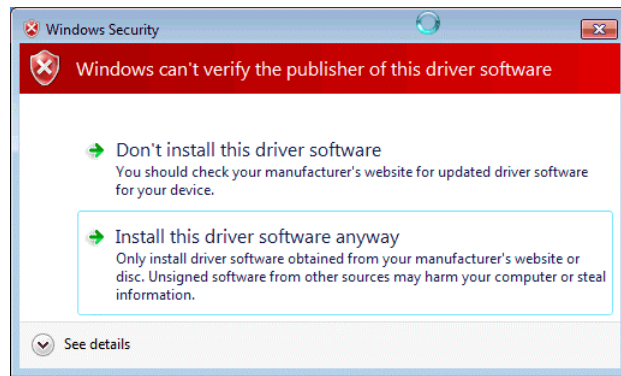 Windows Security
Windows can't verify the publisher of this driver software
Don't install this driver software
You should check your manufacturer's website for updated driver software
for your device.
Install this driver software anyway
Only install driver software obtained from your manufacturer's website or
disc. Unsigned software from other sources may harm your computer or steal
information.
See details